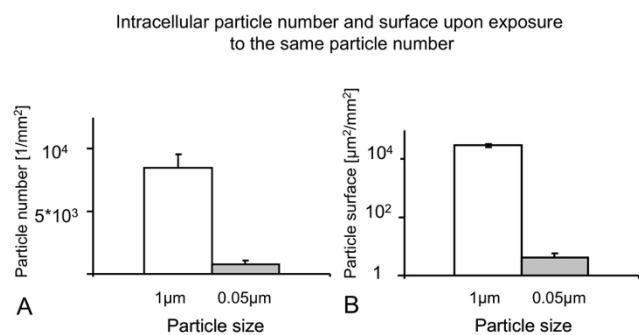 Intracellular particle number and surface upon exposure
to the same particle number
Particle number [1/mm²]
10⁴
5*10³
1µm 0.05µm
A
Particle size
Particle surface [µm²/mm²]
10⁴
10²
1
1µm 0.05µm
B
Particle size